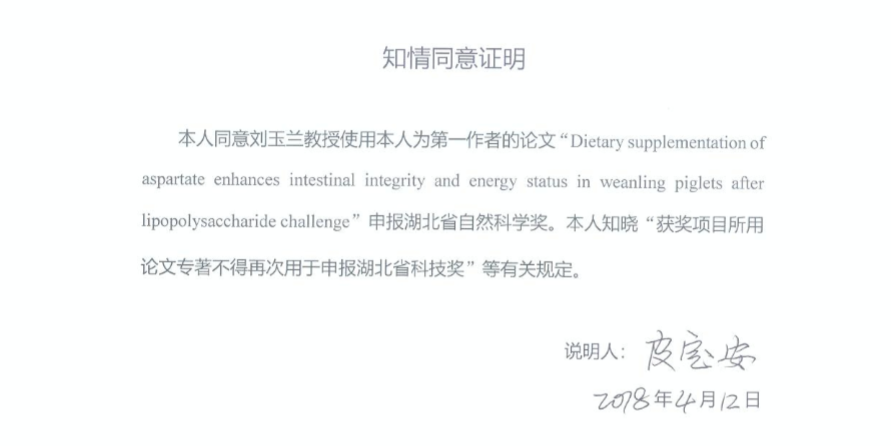 知情同意证明
本人同意刘玉兰教授使用本人为第一作者的论文“Dietary supplementation of
aspartate enhances intestinal integrity and energy status in weanling piglets after
lipopolysaccharide challenge”申报湖北省自然科学奖。本人知晓“获奖项目所用
论文专著不得再次用于申报湖北省科技奖”等有关规定。
说明人：皮定安
2018年4月12日